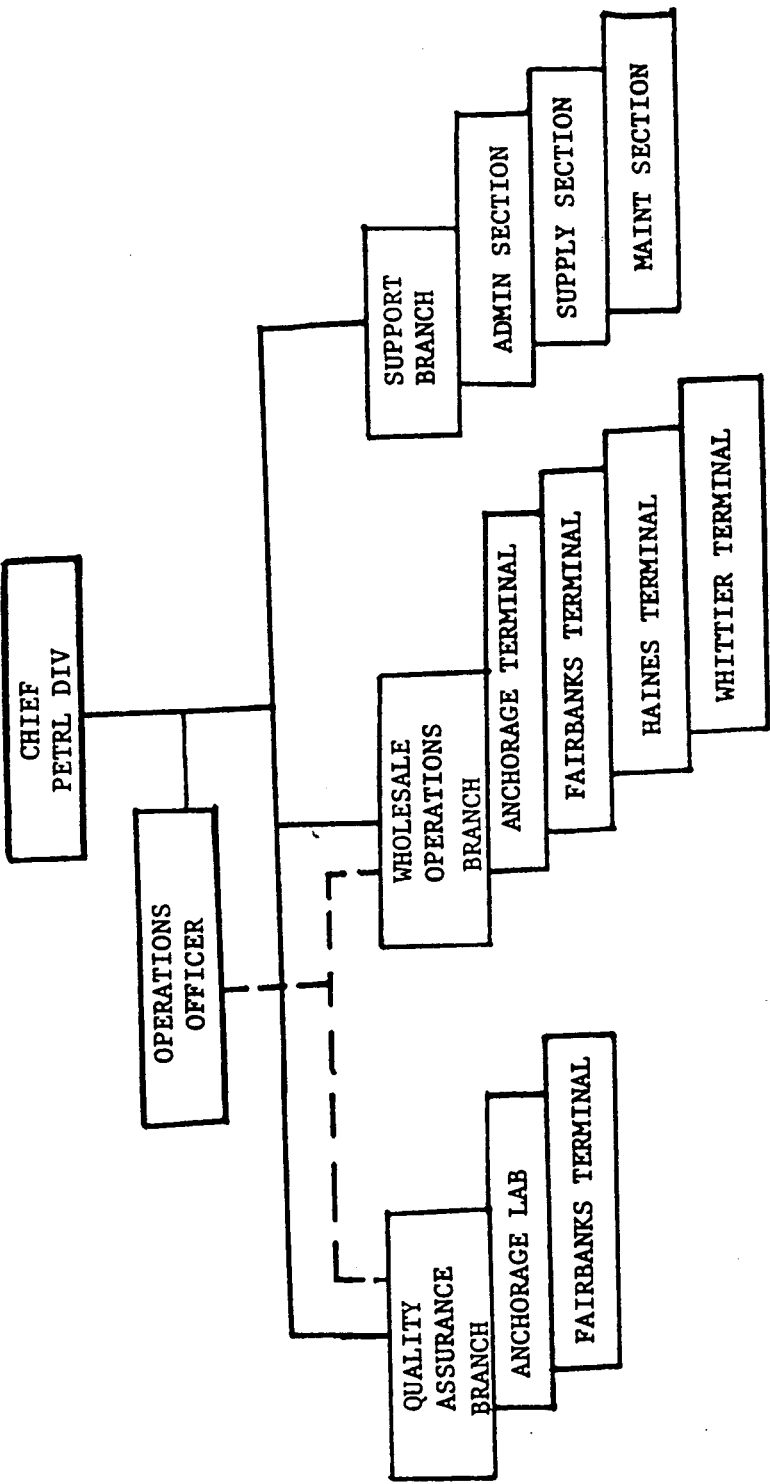 CHIEF
PETRL DIV
OPERATIONS
OFFICER
QUALITY
ASSURANCE
BRANCH
ANCHORAGE LAB
FAIRBANKS TERMINAL
WHOLESALE
OPERATIONS
BRANCH
ANCHORAGE TERMINAL
FAIRBANKS TERMINAL
HAINES TERMINAL
WHITTIER TERMINAL
SUPPORT
BRANCH
ADMIN SECTION
SUPPLY SECTION
MAINT SECTION